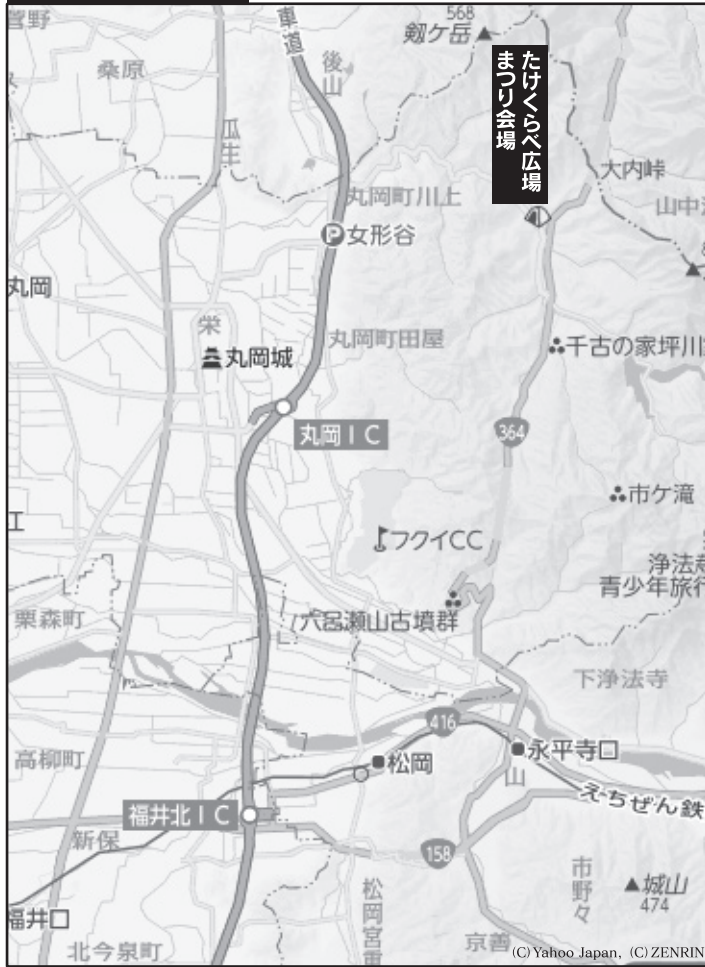 菅野
568
剱ケ岳
車道
後山
桑原
瓜生
たけくらべ広場
まつり会場
大内峠
丸岡町川上
山中
女形谷
丸岡
栄
丸岡町田屋
丸岡城
千古の家坪川
丸岡IC
364
市ケ滝
江
フクイCC
浄法
青少年旅行
六呂瀬山古墳群
栗森町
下浄法寺
416
高柳町
松岡
永平寺口
山
えちぜん鉄
福井北IC
新保
158
市野々
城山
474
松岡宮重
福井口
京善
北今泉町
(C)Yahoo Japan, (C)ZENRIN